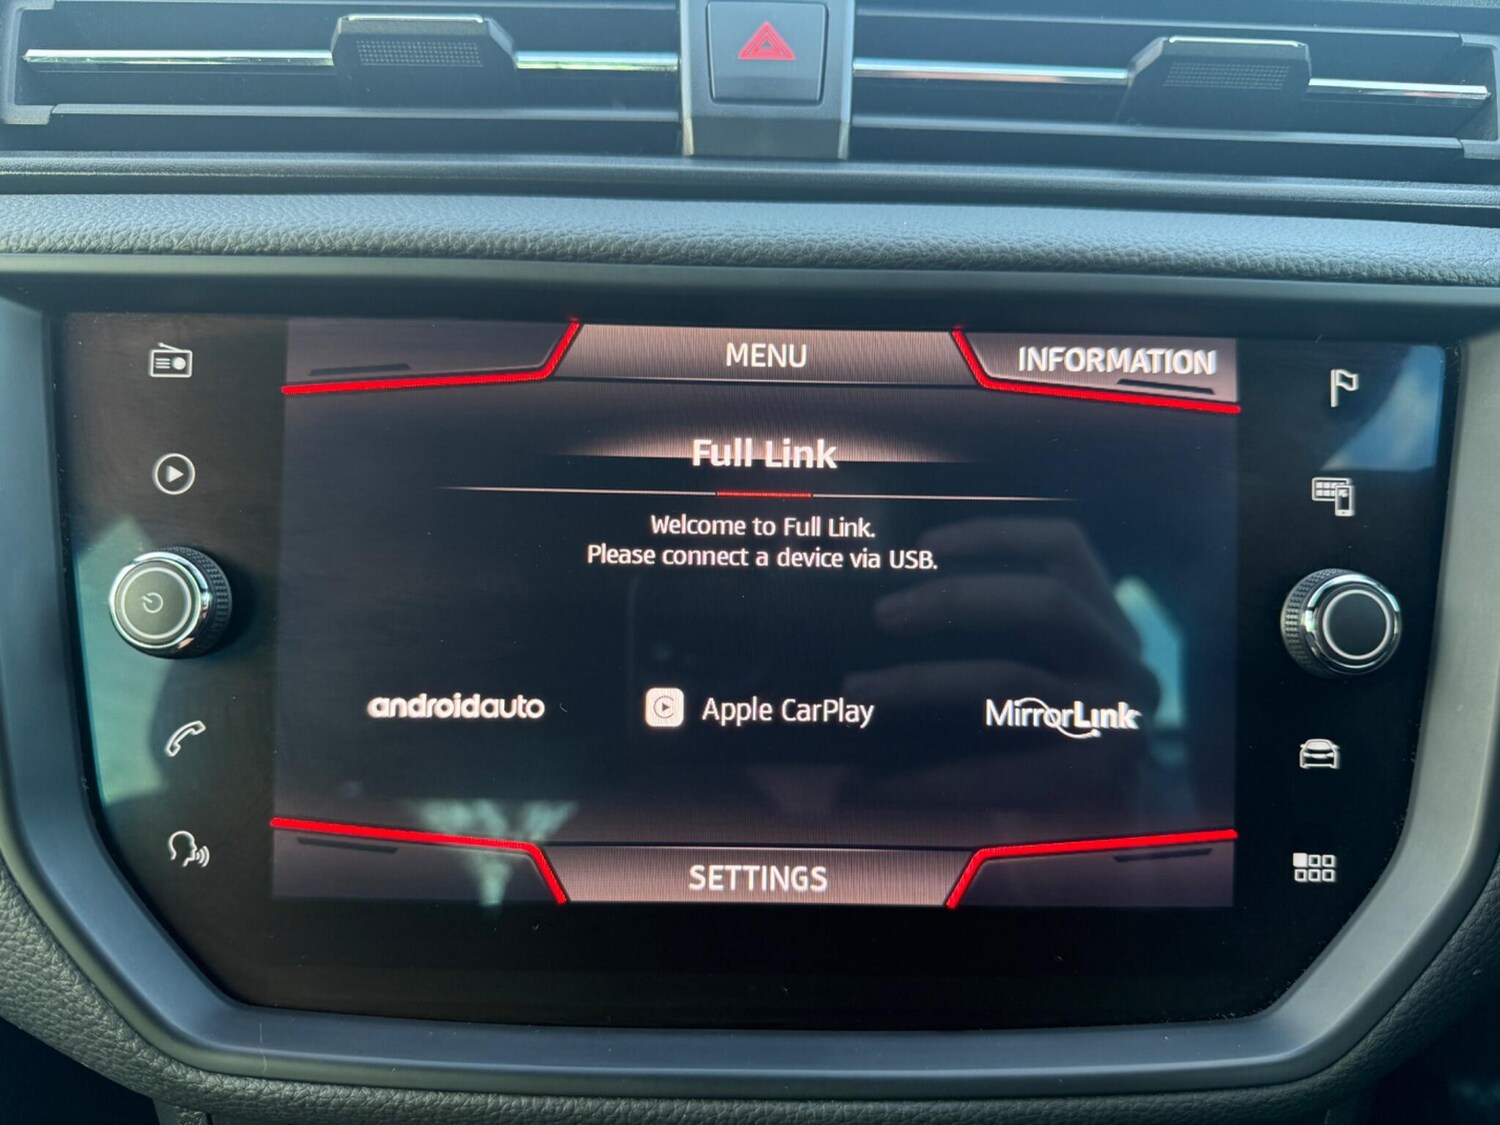 MENU
INFORMATION
Full Link
Welcome to Full Link.
Please connect a device via USB.
androidauto
Apple CarPlay
MirrorLink
SETTINGS